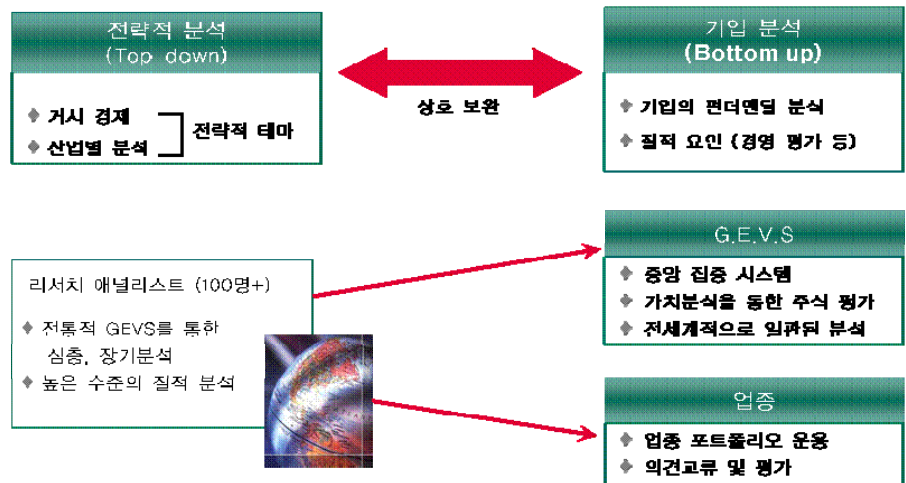 전략적 분석
(Top down)
◆ 거시 경제
◆ 산업별 분석
전략적 테마
상호 보완
기입 분석
(Bottom up)
◆ 기입의 펀더맨딜 분식
◆ 질적 요인 (경영 평가 등)
리서치 애널리스트 (100명+)
◆ 전통적 GEVS를 통한
심층, 장기분석
◆ 높은 수준의 질적 분석
G.E.V.S
◆ 중앙 집중 시스템
◆ 가치분식을 통한 주식 평가
◆ 전세계적으로 일관된 분석
업종
◆ 업종 포트폴리오 운용
◆ 의견교류 및 평가